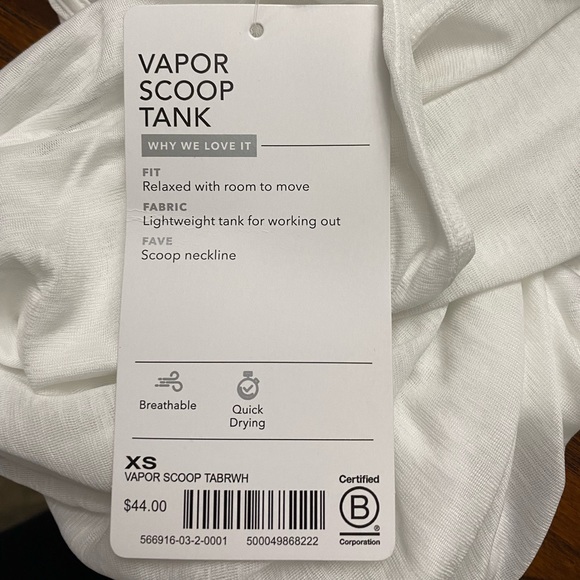 VAPOR
SCOOP
TANK
WHY WE LOVE IT
FIT
Relaxed with room to move
FABRIC
Lightweight tank for working out
FAVE
Scoop neckline
Breathable
Quick
Drying
XS
VAPOR SCOOP TABRWH
$44.00
566916-03-2-0001 500049868222
Certified
B
®
Corporation